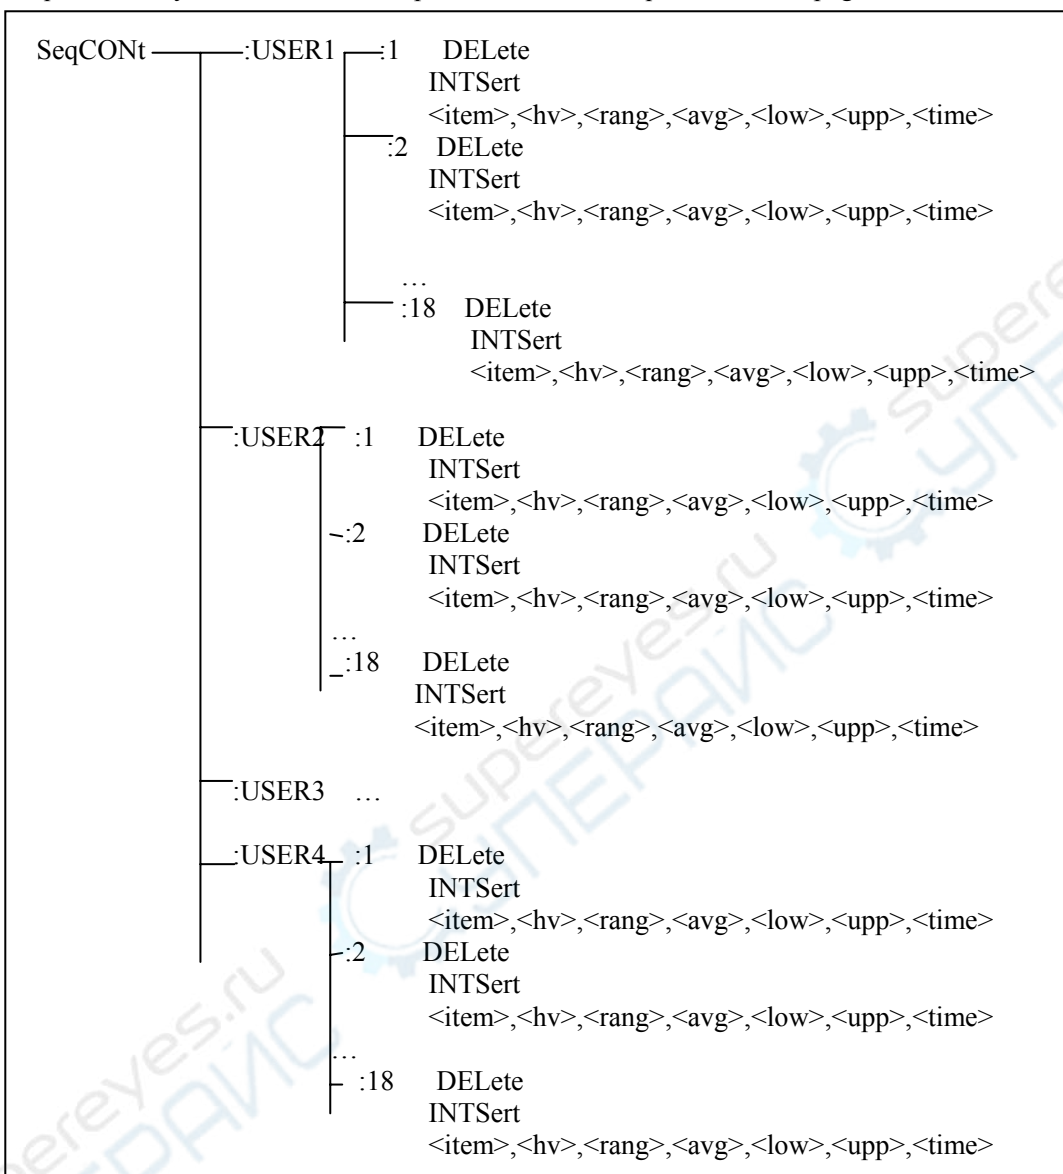 SeqCONt :USER1 :1 DELete
INTSert
<item>,<hv>,<rang>,<avg>,<low>,<upp>,<time>
:2 DELete
INTSert
<item>,<hv>,<rang>,<avg>,<low>,<upp>,<time>
…
:18 DELete
INTSert
<item>,<hv>,<rang>,<avg>,<low>,<upp>,<time>
:USER2 :1 DELete
INTSert
<item>,<hv>,<rang>,<avg>,<low>,<upp>,<time>
:2 DELete
INTSert
<item>,<hv>,<rang>,<avg>,<low>,<upp>,<time>
…
:18 DELete
INTSert
<item>,<hv>,<rang>,<avg>,<low>,<upp>,<time>
:USER3 …
:USER4 :1 DELete
INTSert
<item>,<hv>,<rang>,<avg>,<low>,<upp>,<time>
:2 DELete
INTSert
<item>,<hv>,<rang>,<avg>,<low>,<upp>,<time>
…
:18 DELete
INTSert
<item>,<hv>,<rang>,<avg>,<low>,<upp>,<time>
supereyes.ru
СУПЕРАЙС